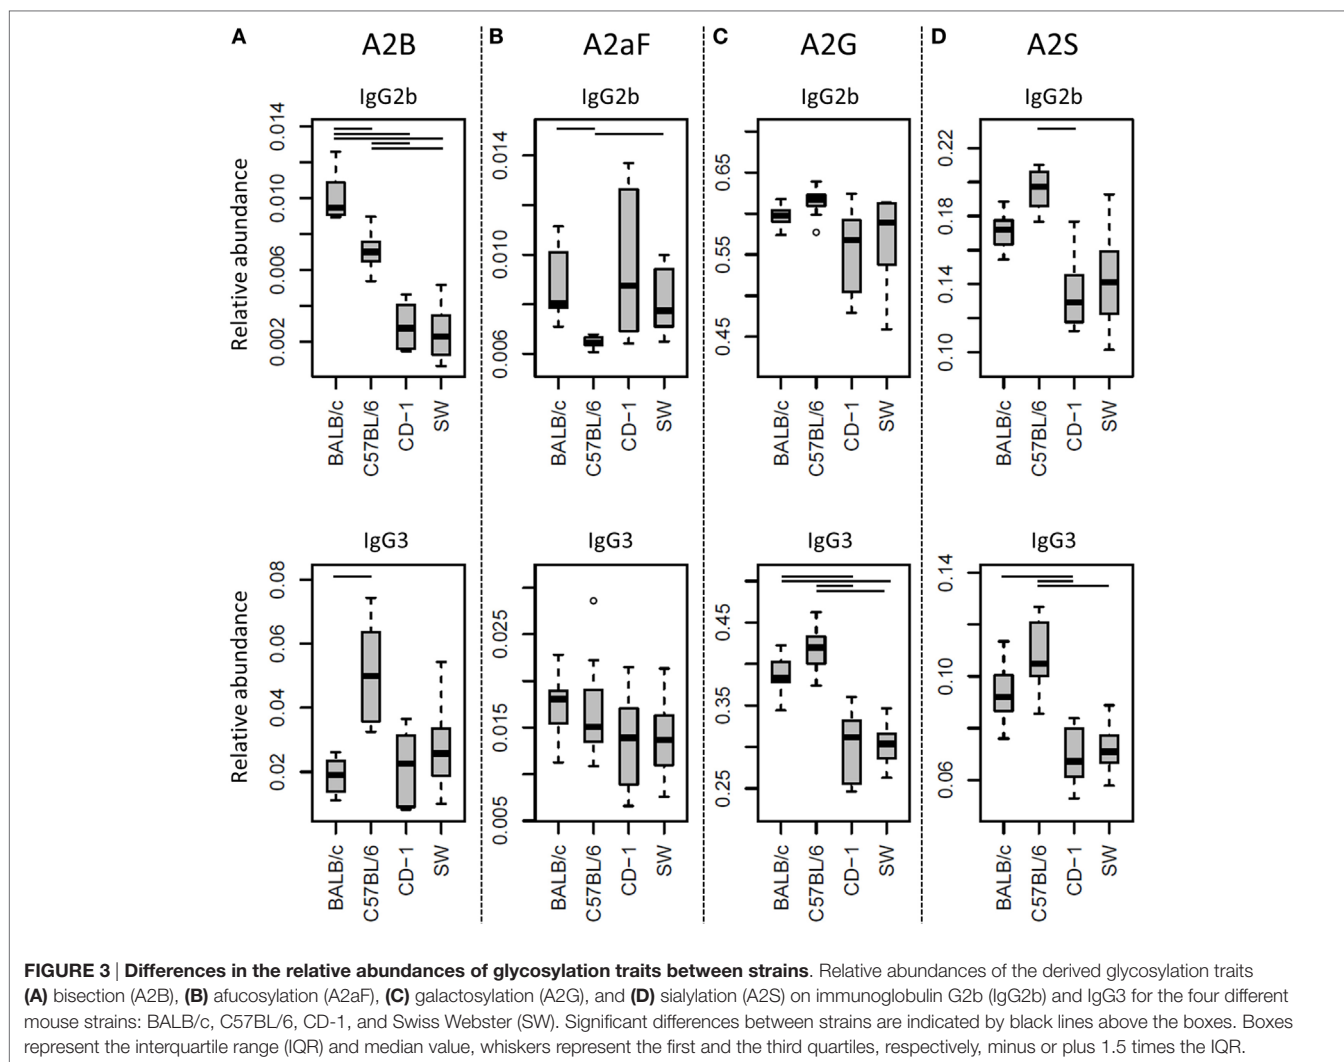 A A2B B A2aF C A2G D A2S
IgG2b IgG2b IgG2b IgG2b
Relative abundance
0.014
0.010
0.006
0.002
BALB/c
C57BL/6
CD-1
SW
0.014
0.010
0.006
BALB/c
C57BL/6
CD-1
SW
0.65
0.55
0.45
BALB/c
C57BL/6
CD-1
SW
0.22
0.18
0.14
0.10
BALB/c
C57BL/6
CD-1
SW
IgG3 IgG3 IgG3 IgG3
Relative abundance
0.08
0.06
0.04
0.02
BALB/c
C57BL/6
CD-1
SW
0.025
0.015
0.005
BALB/c
C57BL/6
CD-1
SW
0.45
0.35
0.25
BALB/c
C57BL/6
CD-1
SW
0.14
0.10
0.06
BALB/c
C57BL/6
CD-1
SW
FIGURE 3 | Differences in the relative abundances of glycosylation traits between strains. Relative abundances of the derived glycosylation traits
(A) bisection (A2B), (B) afucosylation (A2aF), (C) galactosylation (A2G), and (D) sialylation (A2S) on immunoglobulin G2b (IgG2b) and IgG3 for the four different
mouse strains: BALB/c, C57BL/6, CD-1, and Swiss Webster (SW). Significant differences between strains are indicated by black lines above the boxes. Boxes
represent the interquartile range (IQR) and median value, whiskers represent the first and the third quartiles, respectively, minus or plus 1.5 times the IQR.